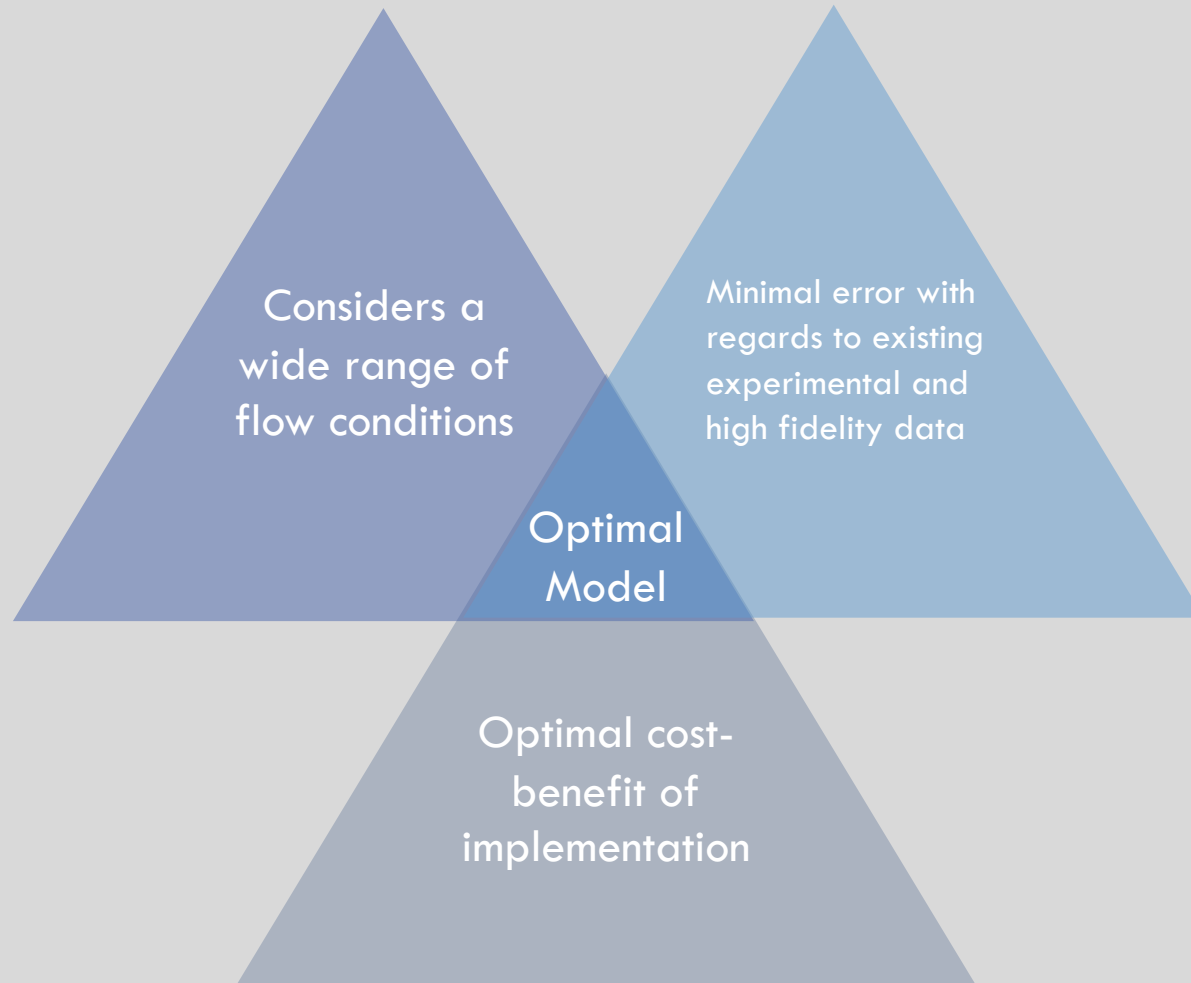 Considers a
wide range of
flow conditions
Minimal error with
regards to existing
experimental and
high fidelity data
Optimal
Model
Optimal cost-
benefit of
implementation